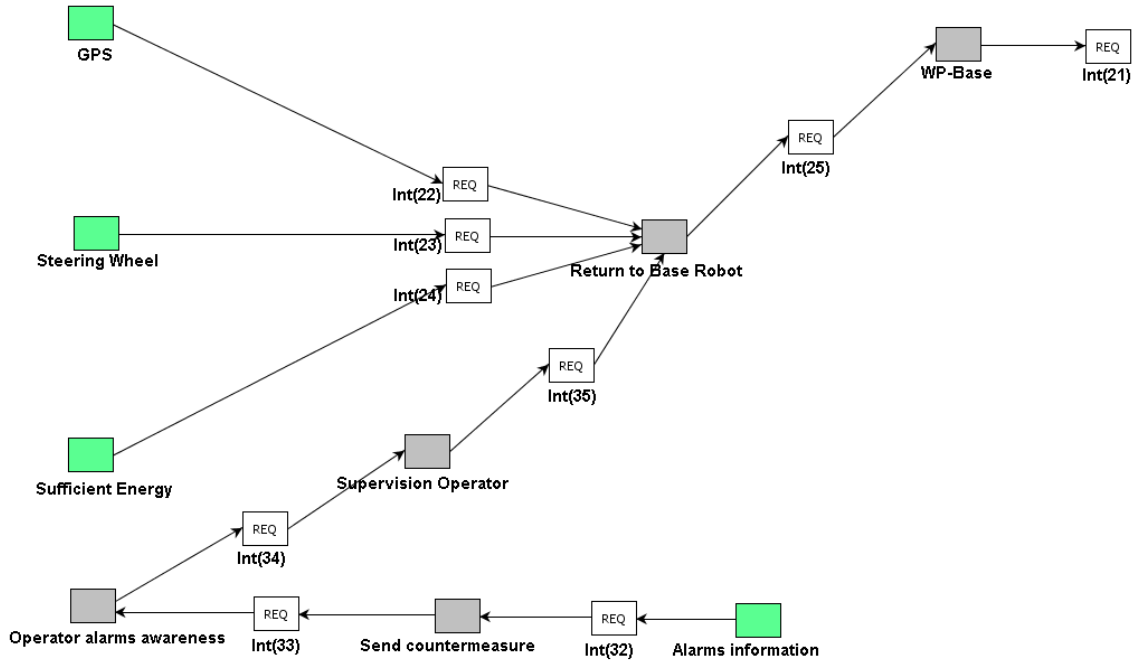 GPS
REQ
WP-Base
Int(21)
REQ
Int(25)
REQ
Int(22)
REQ
Int(23)
Steering Wheel
Return to Base Robot
REQ
Int(24)
REQ
Int(35)
Supervision Operator
Sufficient Energy
REQ
Int(34)
Operator alarms awareness
REQ
Int(33)
Send countermeasure
REQ
Int(32)
Alarms information